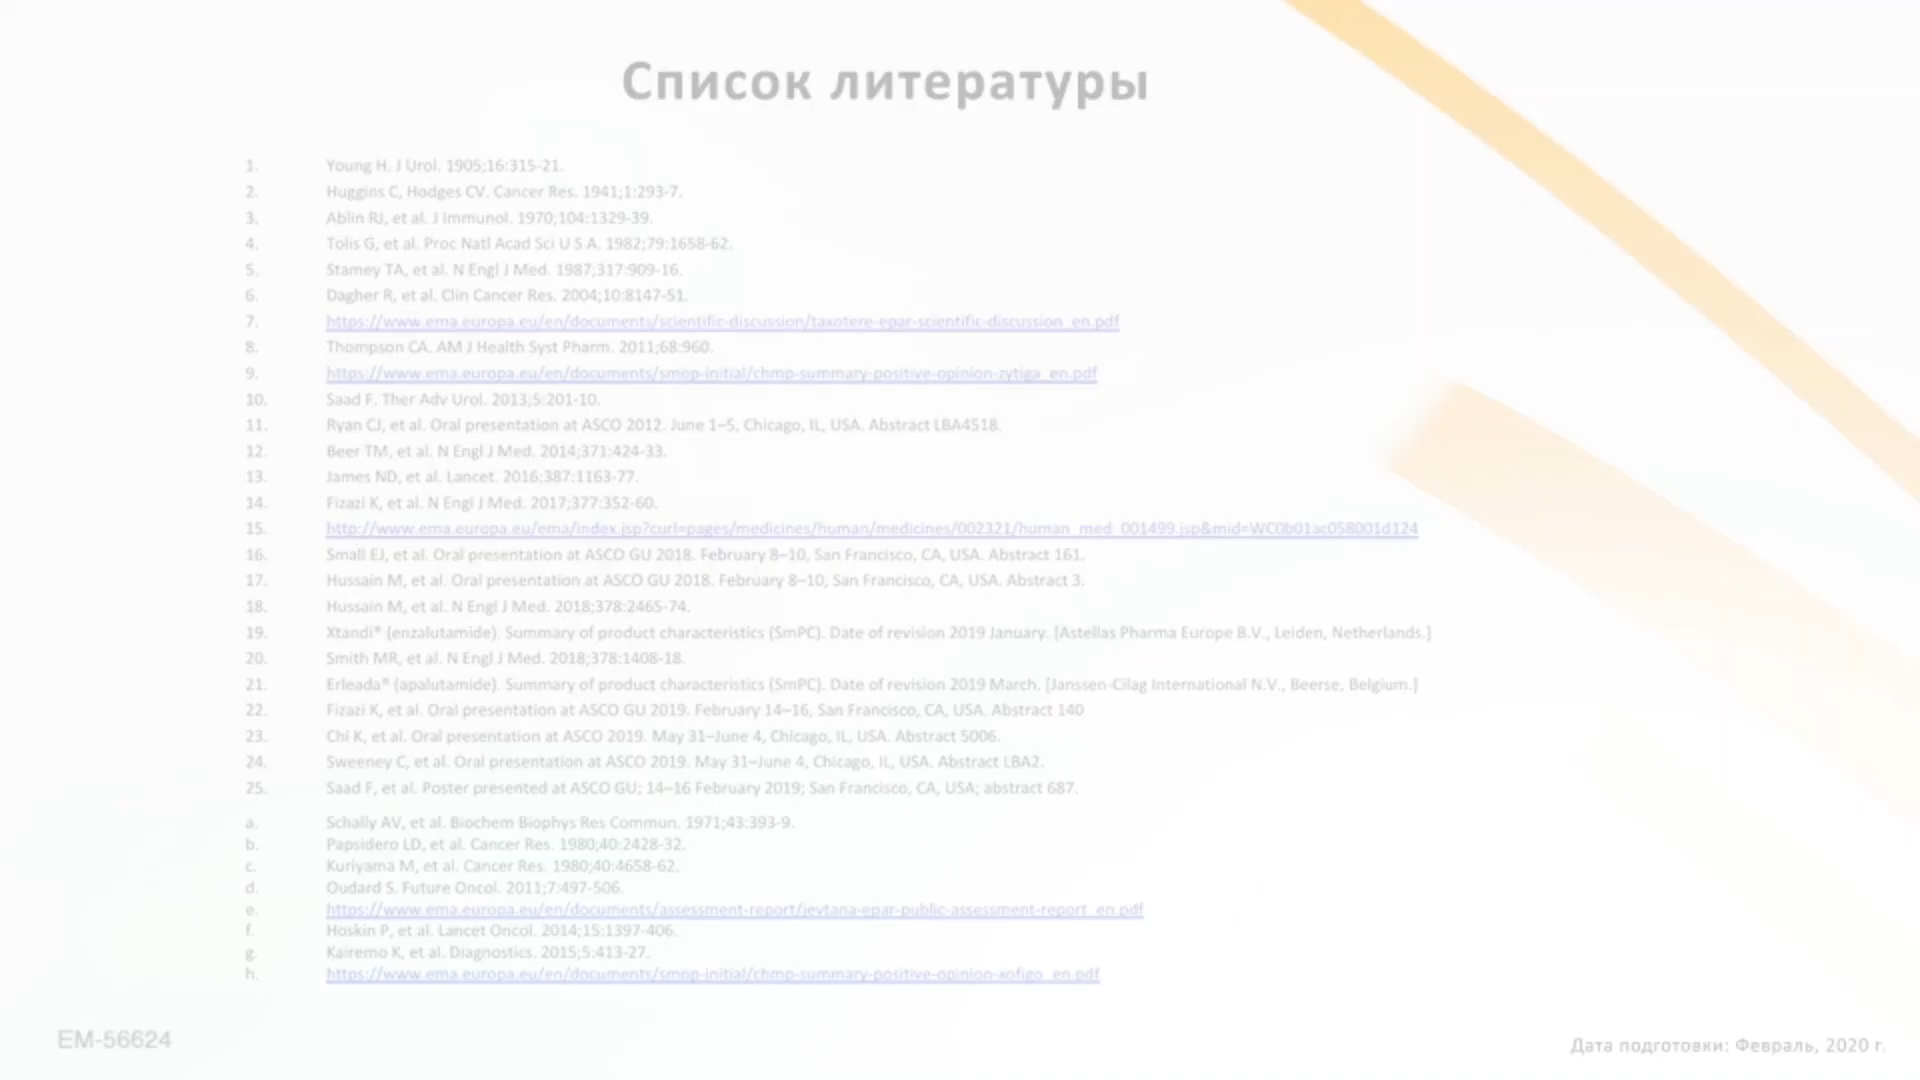 Список литературы
1. Young H. J Urol. 1905;16:315-21.
2. Huggins C, Hodges CV. Cancer Res. 1941;1:293-7.
3. Ablin RJ, et al. J Immunol. 1970;104:1329-39.
4. Tolis G, et al. Proc Natl Acad Sci U S A. 1982;79:1658-62.
5. Stamey TA, et al. N Engl J Med. 1987;317:909-16.
6. Dagher R, et al. Clin Cancer Res. 2004;10:8147-51.
7. https://www.ema.europa.eu/en/documents/scientific-discussion/taxotere-epar-scientific-discussion_en.pdf
8. Thompson CA. AM J Health Syst Pharm. 2011;68:960.
9. https://www.ema.europa.eu/en/documents/smop-initial/chmp-summary-positive-opinion-zytiga_en.pdf
10. Saad F. Ther Adv Urol. 2013;5:201-10.
11. Ryan CJ, et al. Oral presentation at ASCO 2012. June 1–5, Chicago, IL, USA. Abstract LBA4518.
12. Beer TM, et al. N Engl J Med. 2014;371:424-33.
13. James ND, et al. Lancet. 2016;387:1163-77.
14. Fizazi K, et al. N Engl J Med. 2017;377:352-60.
15. http://www.ema.europa.eu/ema/index.jsp?curl=pages/medicines/human/medicines/002321/human_med_001499.jsp&mid=WC0b01ac058001d124
16. Small EJ, et al. Oral presentation at ASCO GU 2018. February 8–10, San Francisco, CA, USA. Abstract 161.
17. Hussain M, et al. Oral presentation at ASCO GU 2018. February 8–10, San Francisco, CA, USA. Abstract 3.
18. Hussain M, et al. N Engl J Med. 2018;378:2465-74.
19. Xtandi® (enzalutamide). Summary of product characteristics (SmPC). Date of revision 2019 January. [Astellas Pharma Europe B.V., Leiden, Netherlands.]
20. Smith MR, et al. N Engl J Med. 2018;378:1408-18.
21. Erleada® (apalutamide). Summary of product characteristics (SmPC). Date of revision 2019 March. [Janssen-Cilag International N.V., Beerse, Belgium.]
22. Fizazi K, et al. Oral presentation at ASCO GU 2019. February 14–16, San Francisco, CA, USA. Abstract 140
23. Chi K, et al. Oral presentation at ASCO 2019. May 31–June 4, Chicago, IL, USA. Abstract 5006.
24. Sweeney C, et al. Oral presentation at ASCO 2019. May 31–June 4, Chicago, IL, USA. Abstract LBA2.
25. Saad F, et al. Poster presented at ASCO GU; 14–16 February 2019; San Francisco, CA, USA; abstract 687.
a. Schally AV, et al. Biochem Biophys Res Commun. 1971;43:393-9.
b. Papsidero LD, et al. Cancer Res. 1980;40:2428-32.
c. Kuriyama M, et al. Cancer Res. 1980;40:4658-62.
d. Oudard S. Future Oncol. 2011;7:497-506.
e. https://www.ema.europa.eu/en/documents/assessment-report/jevtana-epar-public-assessment-report_en.pdf
f. Hoskin P, et al. Lancet Oncol. 2014;15:1397-406.
g. Kairemo K, et al. Diagnostics. 2015;5:413-27.
h. https://www.ema.europa.eu/en/documents/smop-initial/chmp-summary-positive-opinion-xofigo_en.pdf
EM-56624
Дата подготовки: Февраль, 2020 г.